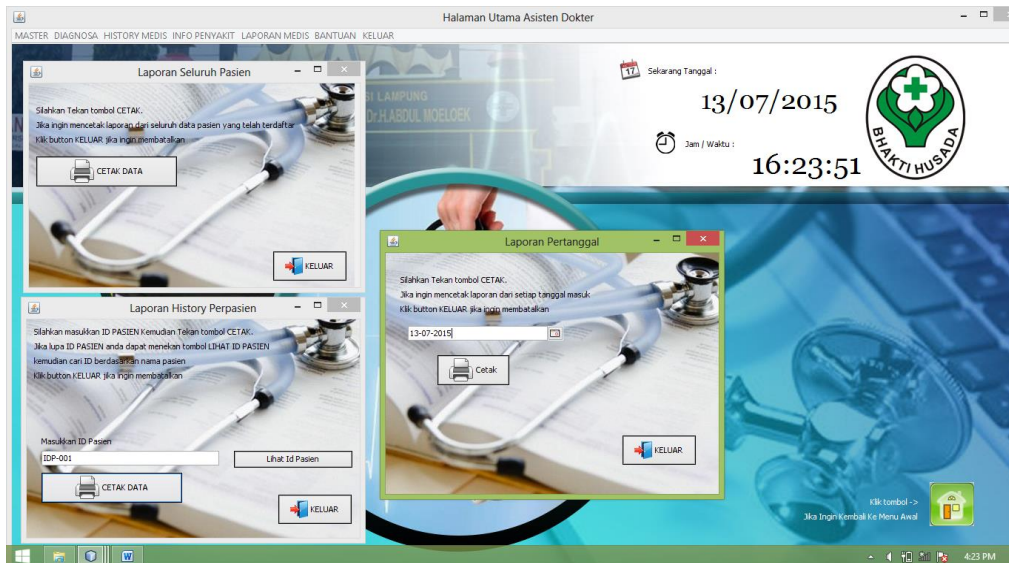 Halaman Utama Asisten Dokter
MASTER DIAGNOSA HISTORY MEDIS INFO PENYAKIT LAPORAN MEDIS BANTUAN KELUAR
Laporan Seluruh Pasien
Silahkan Tekan tombol CETAK.
Jika ingin mencetak laporan dari seluruh data pasien yang telah terdaftar
Klik button KELUAR jika ingin membatalkan
CETAK DATA
KELUAR
SI LAMPUNG
Dr.H.ABDUL MOELOEK
17
Sekarang Tanggal :
13/07/2015
Jam / Waktu :
16:23:51
BHAKTI HUSADA
Laporan History Perpasien
Silahkan masukkan ID PASIEN Kemudian Tekan tombol CETAK.
Jika lupa ID PASIEN anda dapat menekan tombol LIHAT ID PASIEN
kemudian cari ID berdasarkan nama pasien
Klik button KELUAR jika ingin membatalkan
Masukkan ID Pasien
IDP-001
Lihat Id Pasien
CETAK DATA
KELUAR
Laporan Pertanggal
Silahkan Tekan tombol CETAK.
Jika ingin mencetak laporan dari setiap tanggal masuk
Klik button KELUAR jika ingin membatalkan
13-07-2015
Cetak
KELUAR
Klik tombol ->
Jika Ingin Kembali Ke Menu Awal
4:23 PM